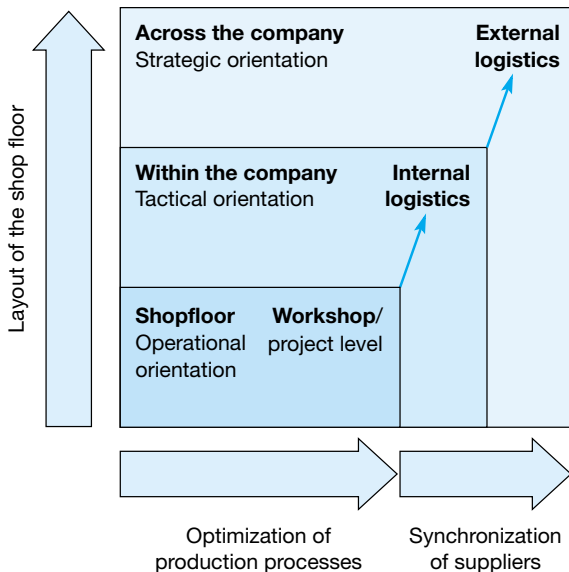 Across the company
Strategic orientation
External
logistics
Within the company
Tactical orientation
Internal
logistics
Shopfloor
Operational
orientation
Workshop/
project level
Layout of the shop floor
Optimization of
production processes
Synchronization
of suppliers